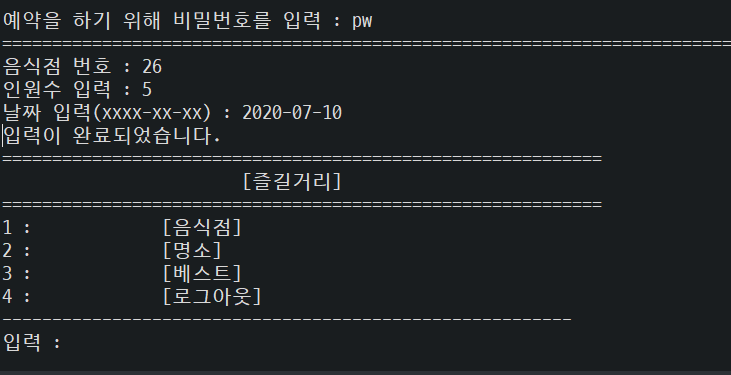 예약을 하기 위해 비밀번호를 입력 : pw
=========================================================================
음식점 번호 : 26
인원수 입력 : 5
날짜 입력(xxxx-xx-xx) : 2020-07-10
입력이 완료되었습니다.
============================================================
[즐길거리]
============================================================
1 : [음식점]
2 : [명소]
3 : [베스트]
4 : [로그아웃]
---------------------------------------------------------
입력 :